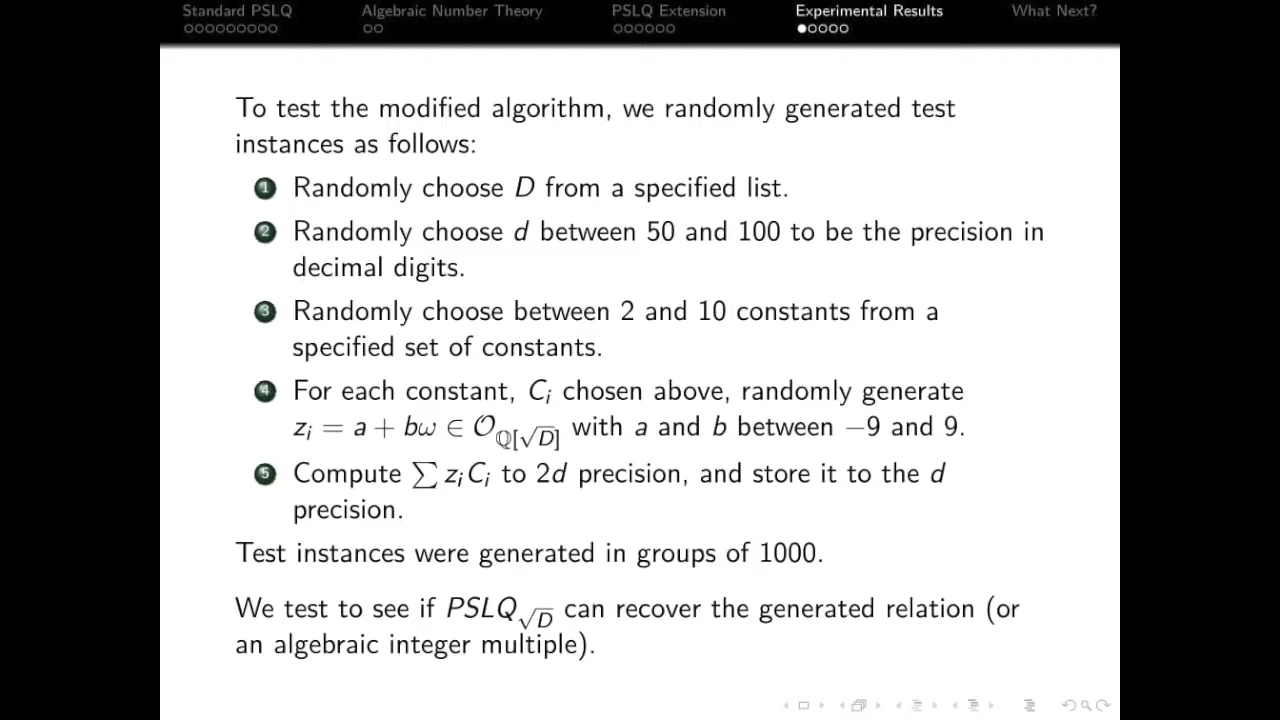 Standard PSLQ Algebraic Number Theory PSLQ Extension Experimental Results What Next?
To test the modified algorithm, we randomly generated test
instances as follows:
1 Randomly choose D from a specified list.
2 Randomly choose d between 50 and 100 to be the precision in
decimal digits.
3 Randomly choose between 2 and 10 constants from a
specified set of constants.
4 For each constant, C_i chosen above, randomly generate
z_i = a + bω ∈ 𝒪_{ℚ[√D]} with a and b between −9 and 9.
5 Compute ∑ z_i C_i to 2d precision, and store it to the d
precision.
Test instances were generated in groups of 1000.
We test to see if PSLQ_{√D} can recover the generated relation (or
an algebraic integer multiple).